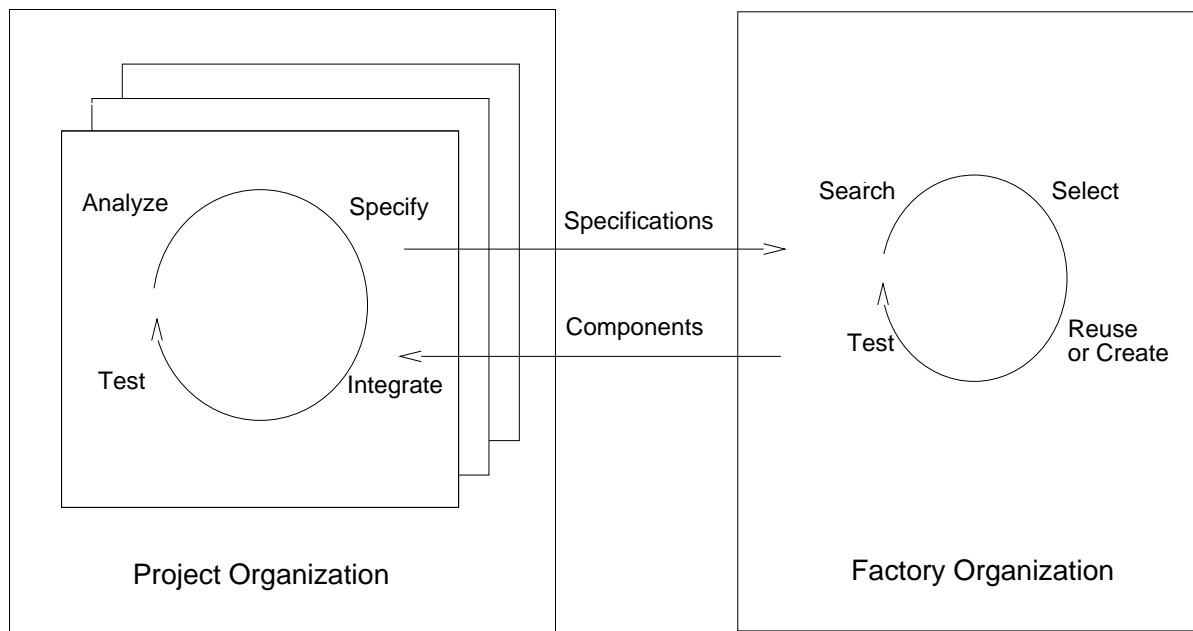 Analyze
Specify
Test
Integrate
Project Organization
Specifications
Components
Search
Select
Test
Reuse
or Create
Factory Organization